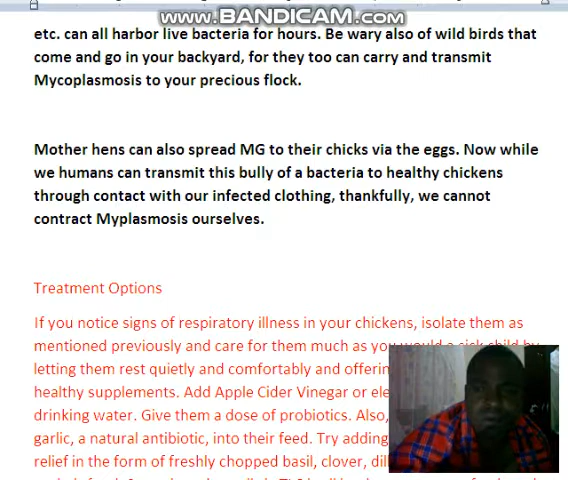 www.BANDICAM.com
etc. can all harbor live bacteria for hours. Be wary also of wild birds that
come and go in your backyard, for they too can carry and transmit
Mycoplasmosis to your precious flock.
Mother hens can also spread MG to their chicks via the eggs. Now while
we humans can transmit this bully of a bacteria to healthy chickens
through contact with our infected clothing, thankfully, we cannot
contract Myplasmosis ourselves.
Treatment Options
If you notice signs of respiratory illness in your chickens, isolate them as
mentioned previously and care for them much as you would a sick child by
letting them rest quietly and comfortably and offering
healthy supplements. Add Apple Cider Vinegar or ele
drinking water. Give them a dose of probiotics. Also,
garlic, a natural antibiotic, into their feed. Try adding
relief in the form of freshly chopped basil, clover, dill